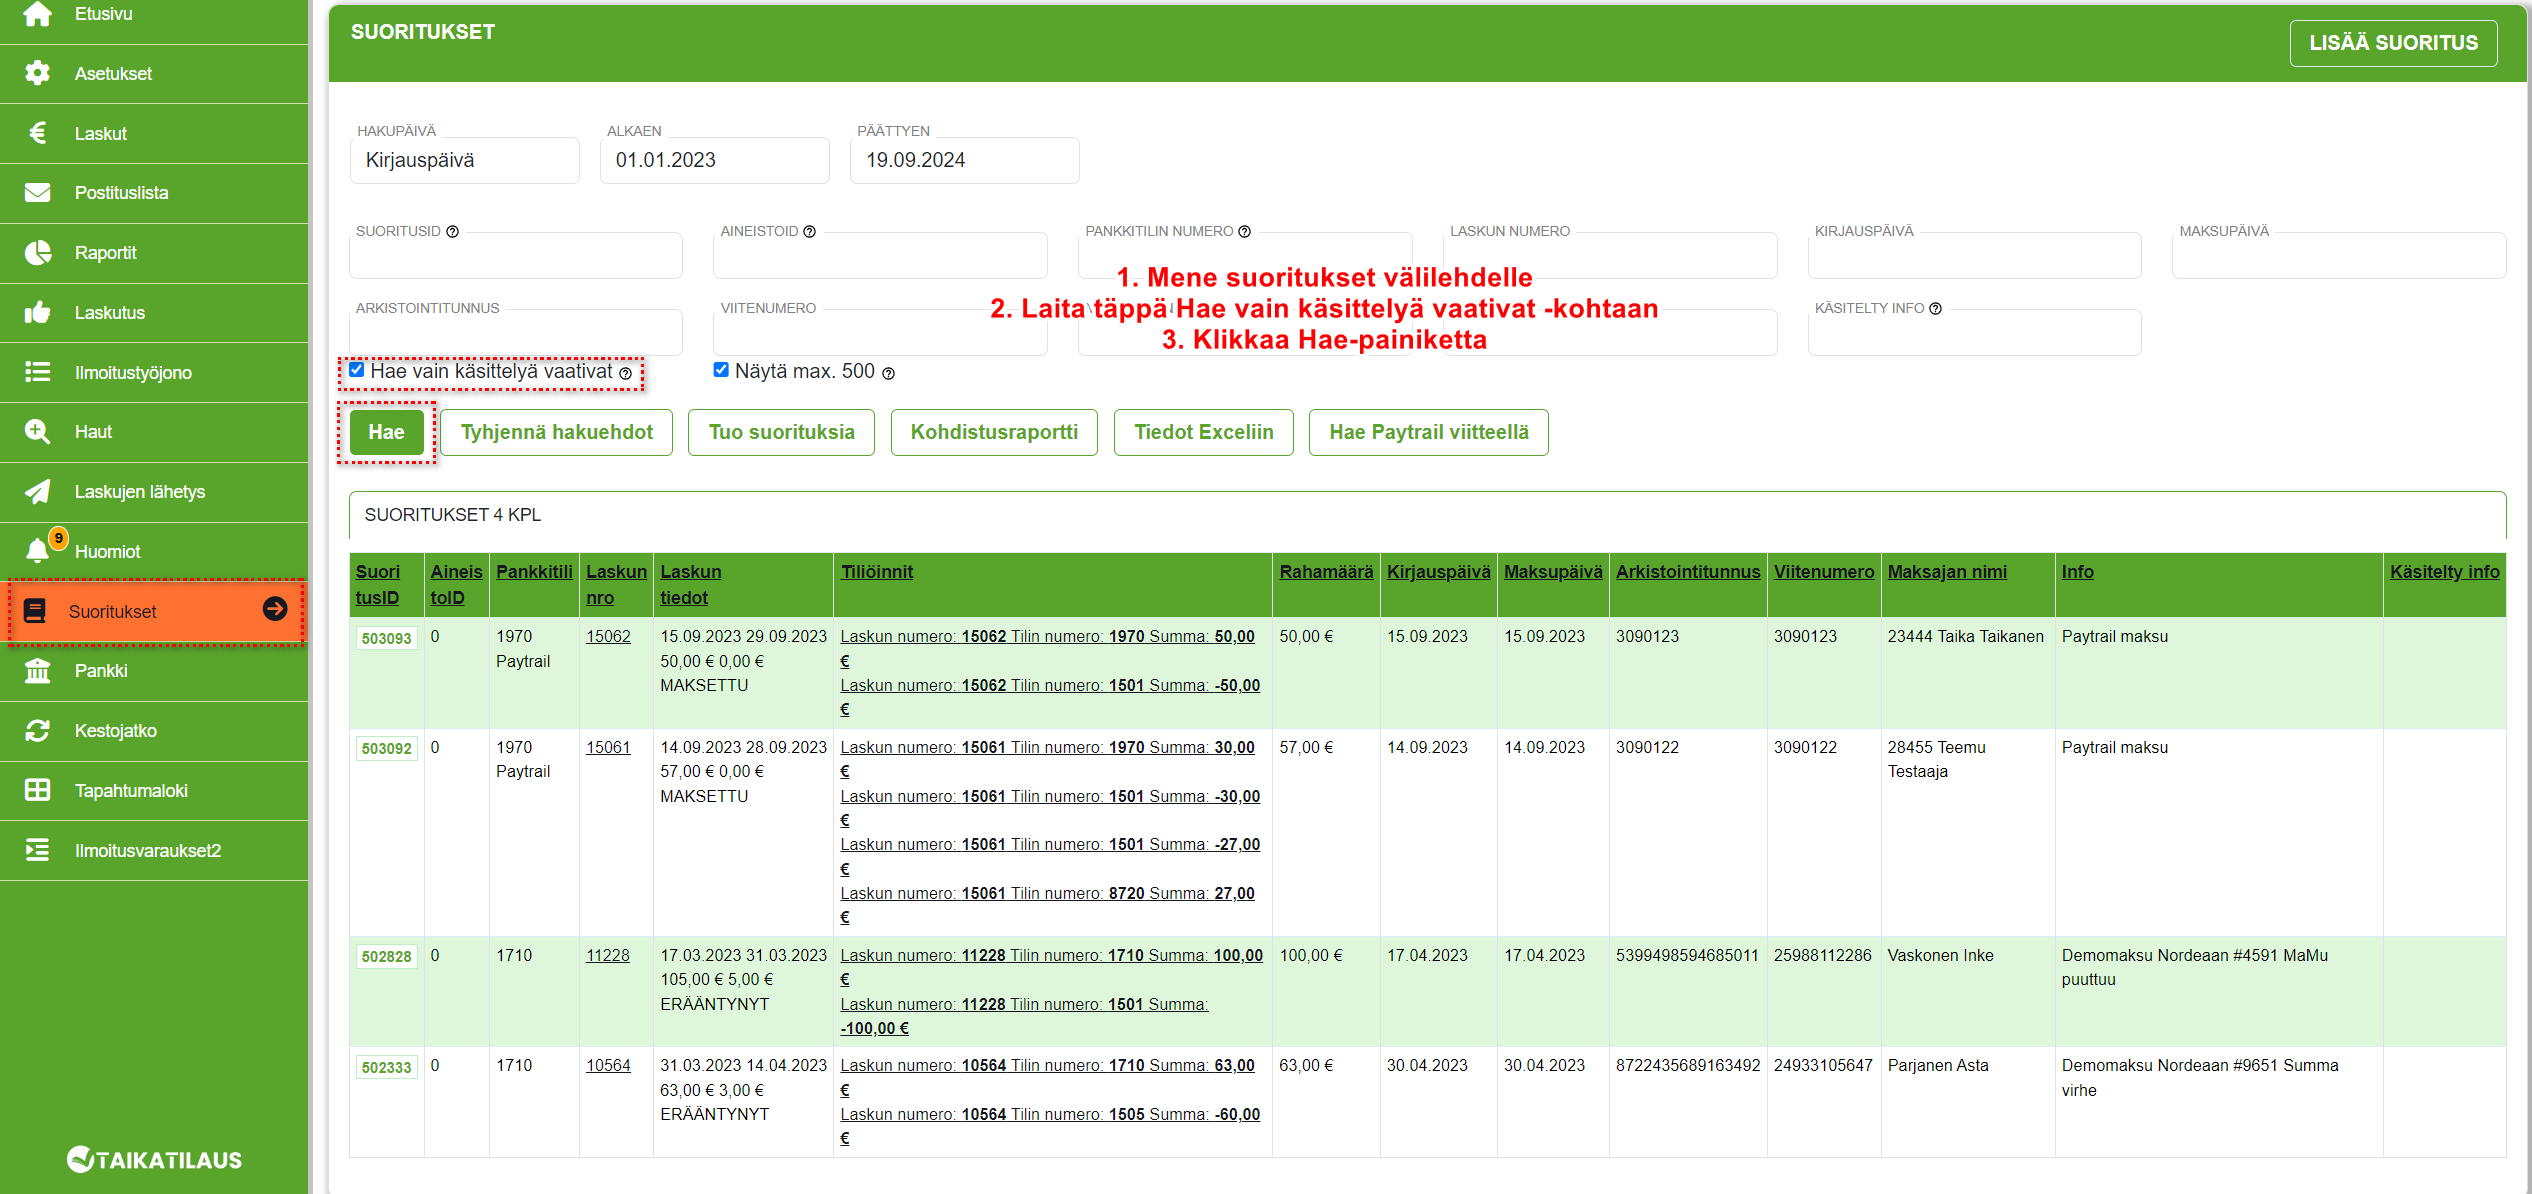 Etusivu
Asetukset
Laskut
Postituslista
Raportit
Laskutus
Ilmoitustyöjono
Haut
Laskujen lähetys
9
Huomiot
Suoritukset
Pankki
Kestojatko
Tapahtumaloki
Ilmoitusvaraukset2
TAIKATILAUS
SUORITUKSET
LISÄÄ SUORITUS
HAKUPÄIVÄ ALKAEN PÄÄTTYEN
Kirjauspäivä 01.01.2023 19.09.2024
SUORITUSID AINEISTOID PANKKITILIN NUMERO LASKUN NUMERO KIRJAUSPÄIVÄ MAKSUPÄIVÄ
1. Mene suoritukset välilehdelle
2. Laita täppä Hae vain käsittelyä vaativat -kohtaan
3. Klikkaa Hae-painiketta
ARKISTOINTITUNNUS VIITENUMERO KÄSITELTY INFO
Hae vain käsittelyä vaativat Näytä max. 500
Hae Tyhjennä hakuehdot Tuo suorituksia Kohdistusraportti Tiedot Exceliin Hae Paytrail viitteellä
SUORITUKSET 4 KPL
Suori Aineis Pankkitili Laskun Laskun Tiliöinnit Rahamäärä Kirjauspäivä Maksupäivä Arkistointitunnus Viitenumero Maksajan nimi Info Käsitelty info
tusID toID nro tiedot
503093 0 1970 15062 15.09.2023 29.09.2023 Laskun numero: 15062 Tilin numero: 1970 Summa: 50,00 50,00 € 15.09.2023 15.09.2023 3090123 3090123 23444 Taika Taikanen Paytrail maksu
Paytrail 50,00 € 0,00 € €
MAKSETTU Laskun numero: 15062 Tilin numero: 1501 Summa: -50,00
€
503092 0 1970 15061 14.09.2023 28.09.2023 Laskun numero: 15061 Tilin numero: 1970 Summa: 30,00 57,00 € 14.09.2023 14.09.2023 3090122 3090122 28455 Teemu Paytrail maksu
Paytrail 57,00 € 0,00 € € Testaaja
MAKSETTU Laskun numero: 15061 Tilin numero: 1501 Summa: -30,00
€
Laskun numero: 15061 Tilin numero: 1501 Summa: -27,00
€
Laskun numero: 15061 Tilin numero: 8720 Summa: 27,00
€
502828 0 1710 11228 17.03.2023 31.03.2023 Laskun numero: 11228 Tilin numero: 1710 Summa: 100,00 100,00 € 17.04.2023 17.04.2023 5399498594685011 25988112286 Vaskonen Inke Demomaksu Nordeaan #4591 MaMu
105,00 € 5,00 € € puuttuu
ERÄÄNTYNYT Laskun numero: 11228 Tilin numero: 1501 Summa:
-100,00 €
502333 0 1710 10564 31.03.2023 14.04.2023 Laskun numero: 10564 Tilin numero: 1710 Summa: 63,00 63,00 € 30.04.2023 30.04.2023 8722435689163492 24933105647 Parjanen Asta Demomaksu Nordeaan #9651 Summa
63,00 € 3,00 € € virhe
ERÄÄNTYNYT Laskun numero: 10564 Tilin numero: 1505 Summa: -60,00
€